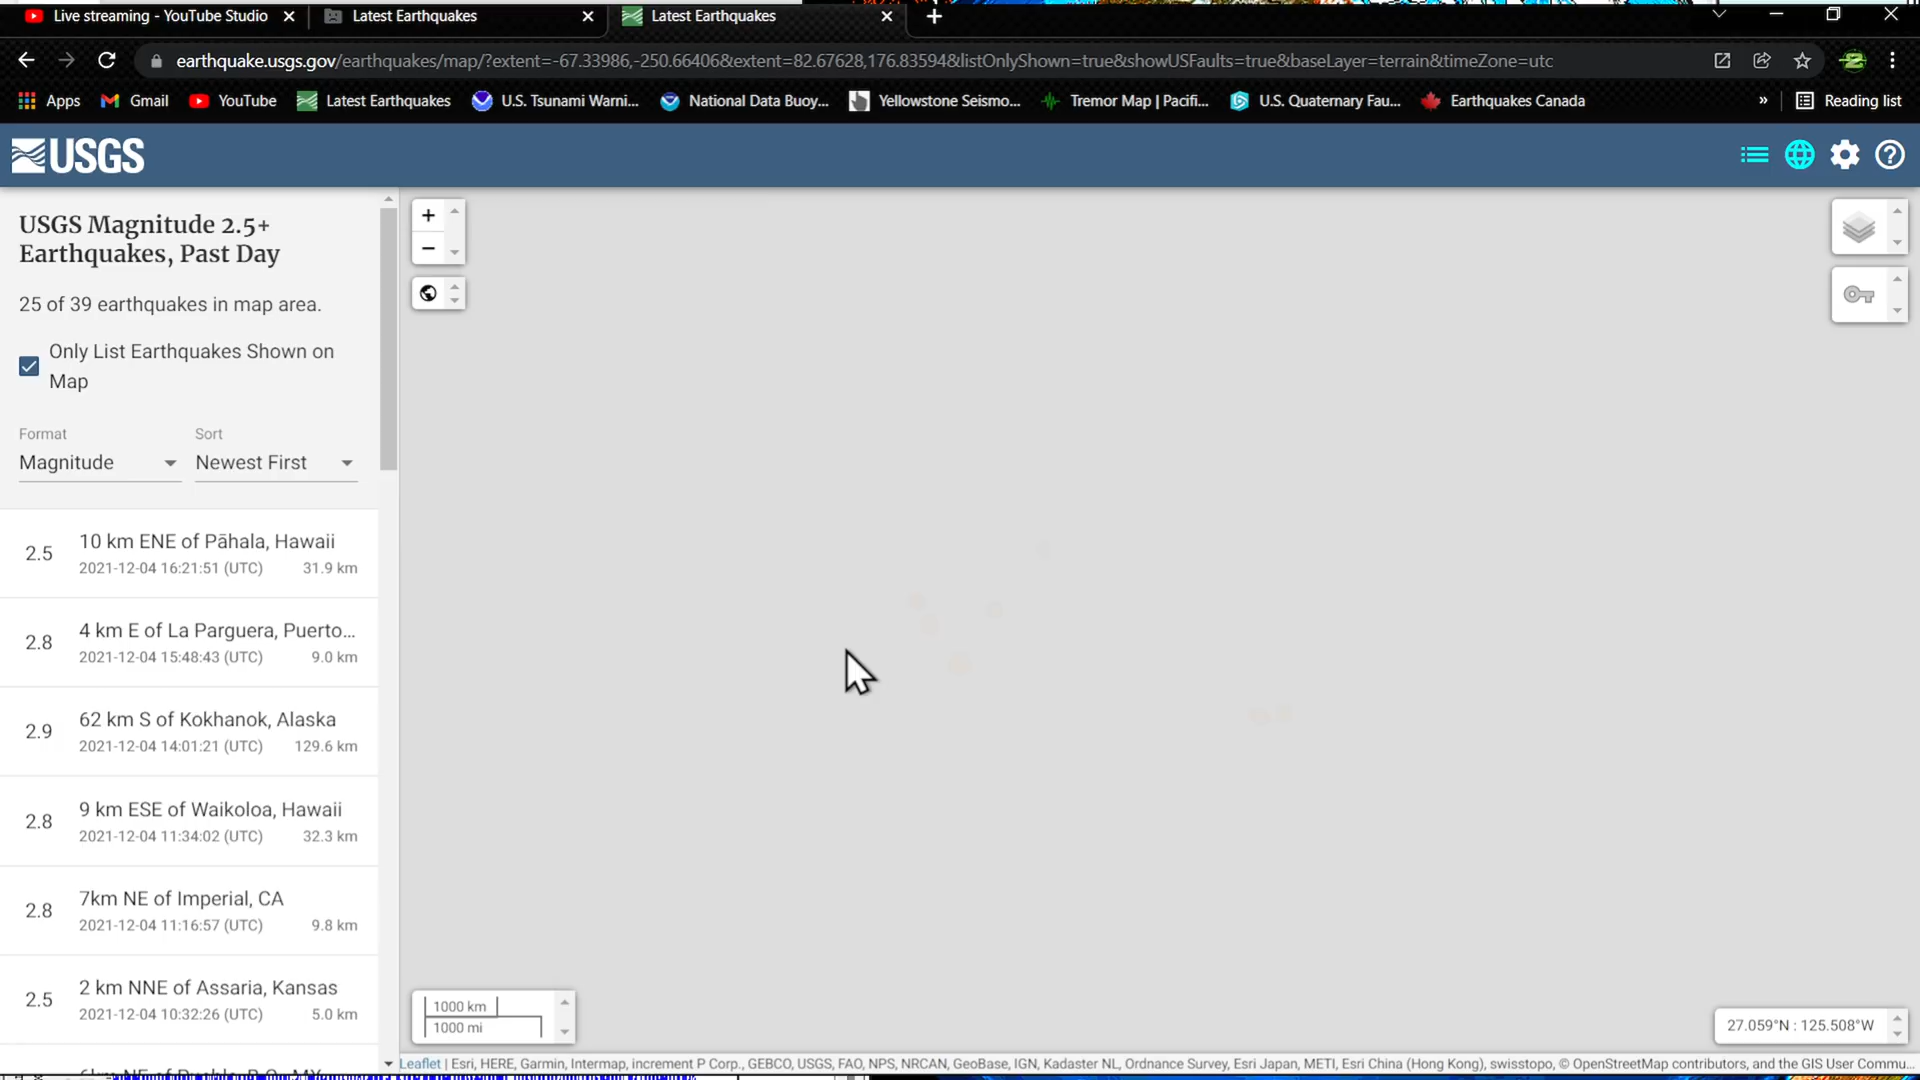 Live streaming - YouTube Studio
Latest Earthquakes
Latest Earthquakes
earthquake.usgs.gov/earthquakes/map/?extent=-67.33986,-250.66406&extent=82.67628,176.83594&listOnlyShown=true&showUSFaults=true&baseLayer=terrain&timeZone=utc
Apps
Gmail
YouTube
Latest Earthquakes
U.S. Tsunami Warni...
National Data Buoy...
Yellowstone Seismo...
Tremor Map | Pacifi...
U.S. Quaternary Fau...
Earthquakes Canada
»
Reading list
USGS
USGS Magnitude 2.5+
Earthquakes, Past Day
25 of 39 earthquakes in map area.
Only List Earthquakes Shown on
Map
Format
Sort
Magnitude
Newest First
2.5
10 km ENE of Pāhala, Hawaii
2021-12-04 16:21:51 (UTC) 31.9 km
2.8
4 km E of La Parguera, Puerto...
2021-12-04 15:48:43 (UTC) 9.0 km
2.9
62 km S of Kokhanok, Alaska
2021-12-04 14:01:21 (UTC) 129.6 km
2.8
9 km ESE of Waikoloa, Hawaii
2021-12-04 11:34:02 (UTC) 32.3 km
2.8
7km NE of Imperial, CA
2021-12-04 11:16:57 (UTC) 9.8 km
2.5
2 km NNE of Assaria, Kansas
2021-12-04 10:32:26 (UTC) 5.0 km
+
−
1000 km
1000 mi
27.059°N : 125.508°W
Leaflet | Esri, HERE, Garmin, Intermap, increment P Corp., GEBCO, USGS, FAO, NPS, NRCAN, GeoBase, IGN, Kadaster NL, Ordnance Survey, Esri Japan, METI, Esri China (Hong Kong), swisstopo, © OpenStreetMap contributors, and the GIS User Commu...